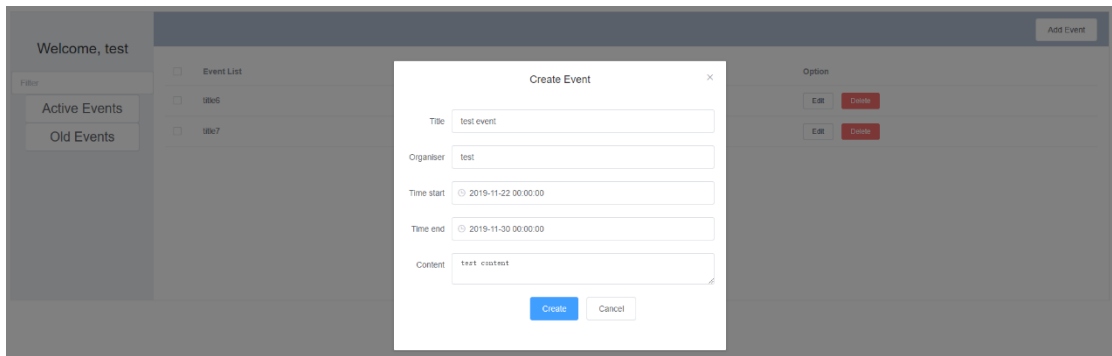 Add Event
Welcome, test
Filter
Active Events
Old Events
Event List
Option
title6
Edit
Delete
title7
Edit
Delete
Create Event
Title
test event
Organiser
test
Time start
2019-11-22 00:00:00
Time end
2019-11-30 00:00:00
Content
test content
Create
Cancel